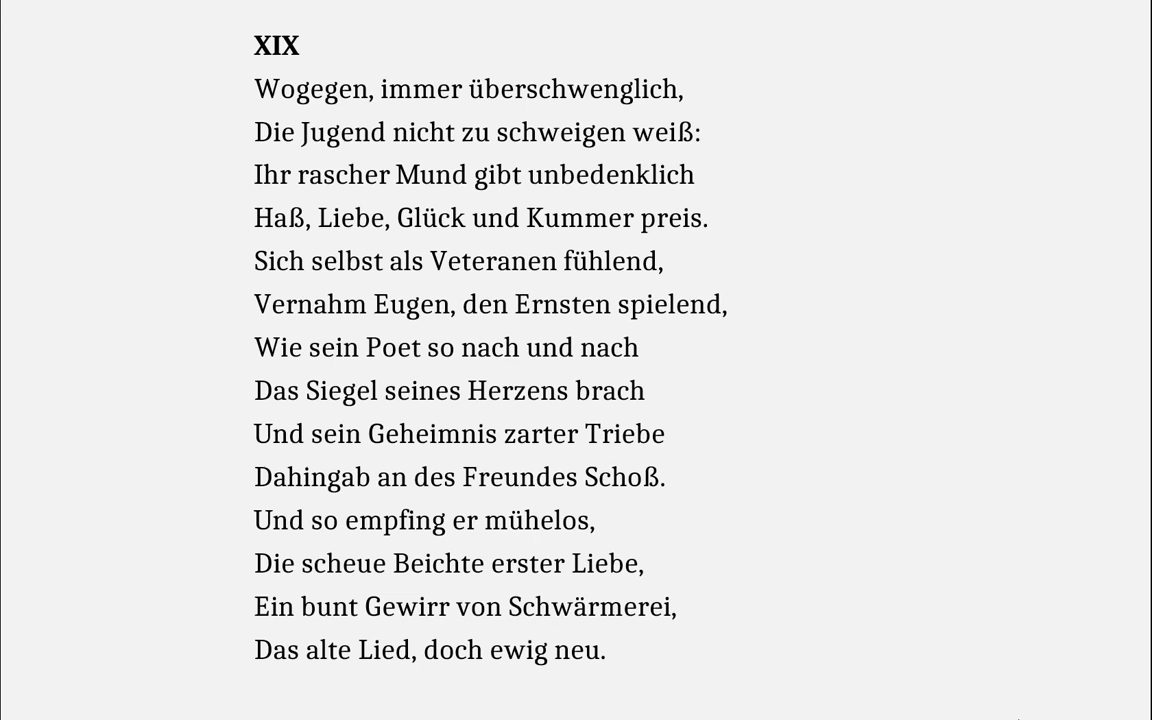 XIX
Wogegen, immer überschwenglich,
Die Jugend nicht zu schweigen weiß:
Ihr rascher Mund gibt unbedenklich
Haß, Liebe, Glück und Kummer preis.
Sich selbst als Veteranen fühlend,
Vernahm Eugen, den Ernsten spielend,
Wie sein Poet so nach und nach
Das Siegel seines Herzens brach
Und sein Geheimnis zarter Triebe
Dahingab an des Freundes Schoß.
Und so empfing er mühelos,
Die scheue Beichte erster Liebe,
Ein bunt Gewirr von Schwärmerei,
Das alte Lied, doch ewig neu.